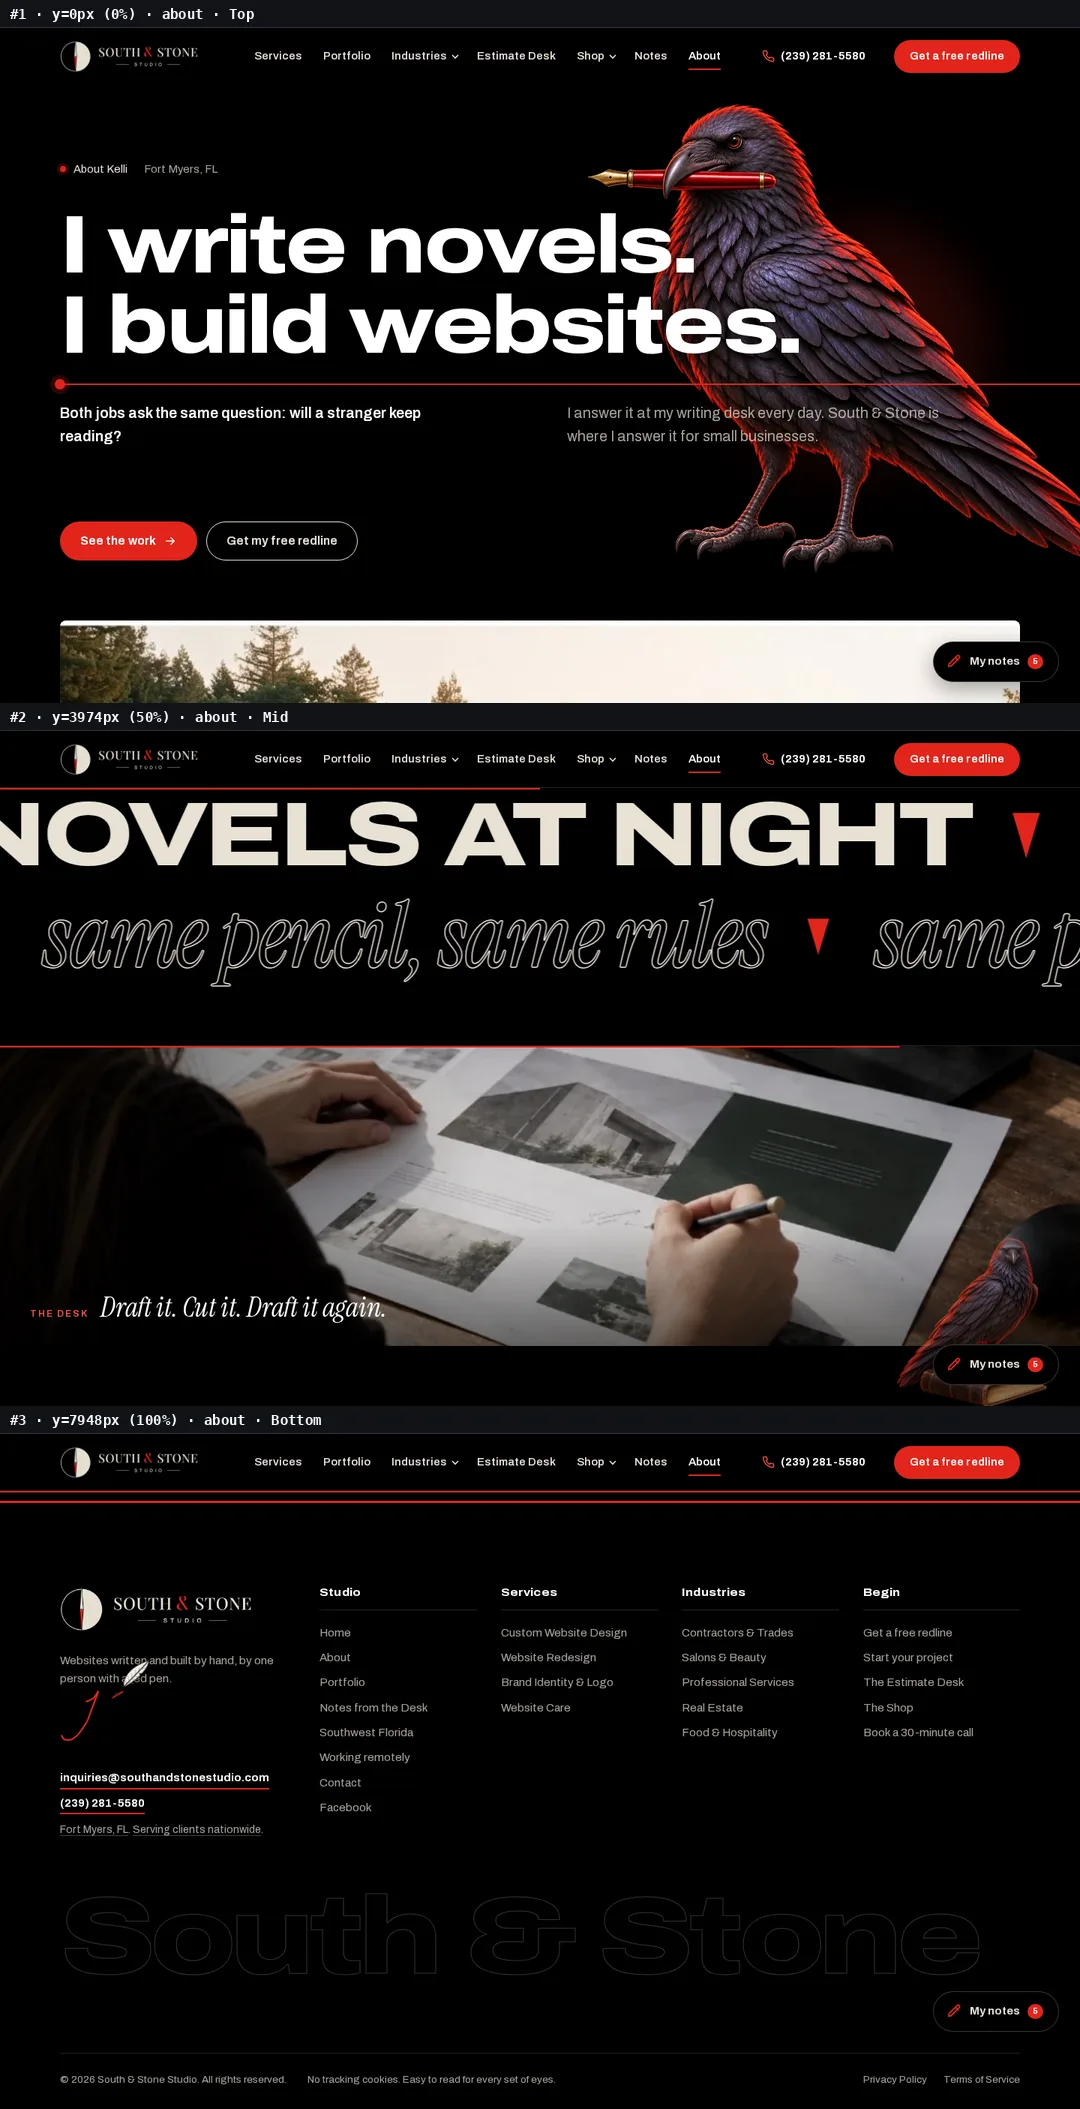 #1 · y=0px (0%) · about · Top
SOUTH & STONE
STUDIO
Services Portfolio Industries Estimate Desk Shop Notes About (239) 281-5580 Get a free redline
About Kelli Fort Myers, FL
I write novels.
I build websites.
Both jobs ask the same question: will a stranger keep
reading?
I answer it at my writing desk every day. South & Stone is
where I answer it for small businesses.
See the work → Get my free redline
My notes 5
#2 · y=3974px (50%) · about · Mid
SOUTH & STONE
STUDIO
Services Portfolio Industries Estimate Desk Shop Notes About (239) 281-5580 Get a free redline
NOVELS AT NIGHT
same pencil, same rules same p
THE DESK Draft it. Cut it. Draft it again.
My notes 5
#3 · y=7948px (100%) · about · Bottom
SOUTH & STONE
STUDIO
Services Portfolio Industries Estimate Desk Shop Notes About (239) 281-5580 Get a free redline
SOUTH & STONE
STUDIO
Websites written and built by hand, by one
person with a red pen.
inquiries@southandstonestudio.com
(239) 281-5580
Fort Myers, FL. Serving clients nationwide.
Studio
Home
About
Portfolio
Notes from the Desk
Southwest Florida
Working remotely
Contact
Facebook
Services
Custom Website Design
Website Redesign
Brand Identity & Logo
Website Care
Industries
Contractors & Trades
Salons & Beauty
Professional Services
Real Estate
Food & Hospitality
Begin
Get a free redline
Start your project
The Estimate Desk
The Shop
Book a 30-minute call
South & Stone
My notes 5
© 2026 South & Stone Studio. All rights reserved. No tracking cookies. Easy to read for every set of eyes.
Privacy Policy Terms of Service